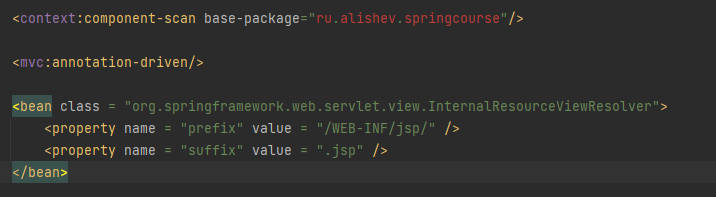 <context:component-scan base-package="ru.alishev.springcourse"/>
<mvc:annotation-driven/>
<bean class = "org.springframework.web.servlet.view.InternalResourceViewResolver">
<property name = "prefix" value = "/WEB-INF/jsp/" />
<property name = "suffix" value = ".jsp" />
</bean>